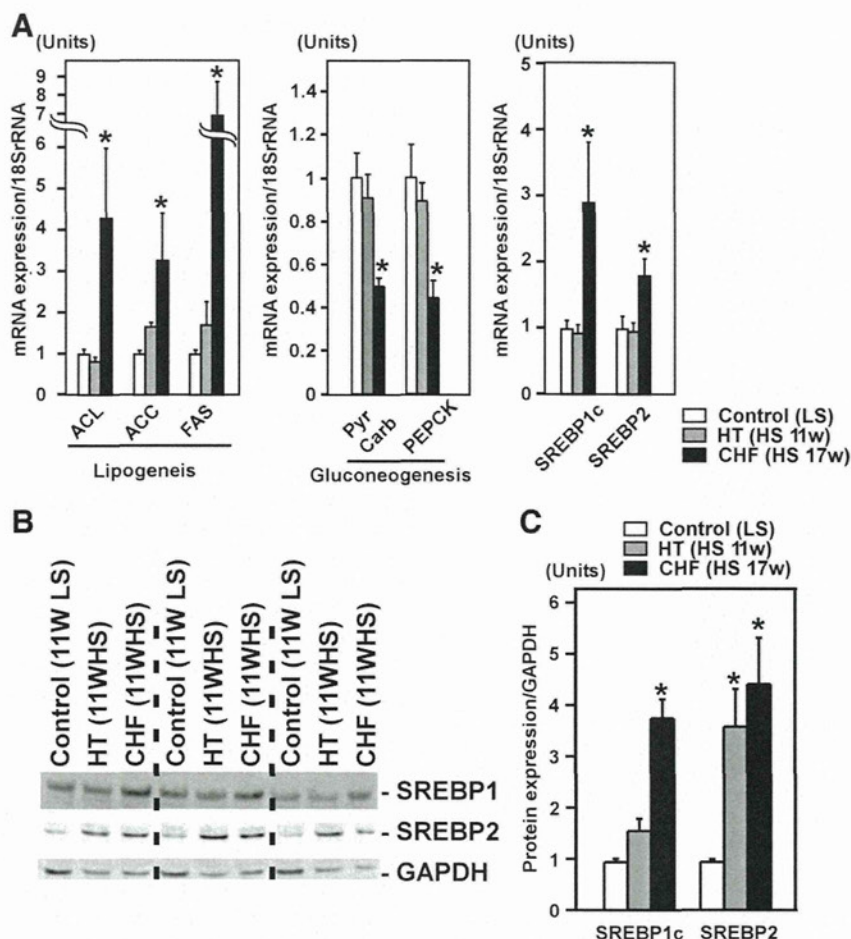 A
(Units)
mRNA expression/18SrRNA
9
8
7
6
5
4
3
2
1
0
*
*
*
ACL
ACC
FAS
Lipogeneis
(Units)
mRNA expression/18SrRNA
1.4
1.2
1
0.8
0.6
0.4
0.2
0
*
*
Pyr
Carb
PEPCK
Gluconeogenesis
(Units)
mRNA expression/18SrRNA
5
4
3
2
1
0
*
*
SREBP1c
SREBP2
Control (LS)
HT (HS 11w)
CHF (HS 17w)
B
Control (11W LS)
HT (11WHS)
CHF (11WHS)
Control (11W LS)
HT (11WHS)
CHF (11WHS)
Control (11W LS)
HT (11WHS)
CHF (11WHS)
- SREBP1
- SREBP2
- GAPDH
C
Control (LS)
HT (HS 11w)
CHF (HS 17w)
(Units)
Protein expression/GAPDH
6
5
4
3
2
1
0
*
*
*
SREBP1c
SREBP2